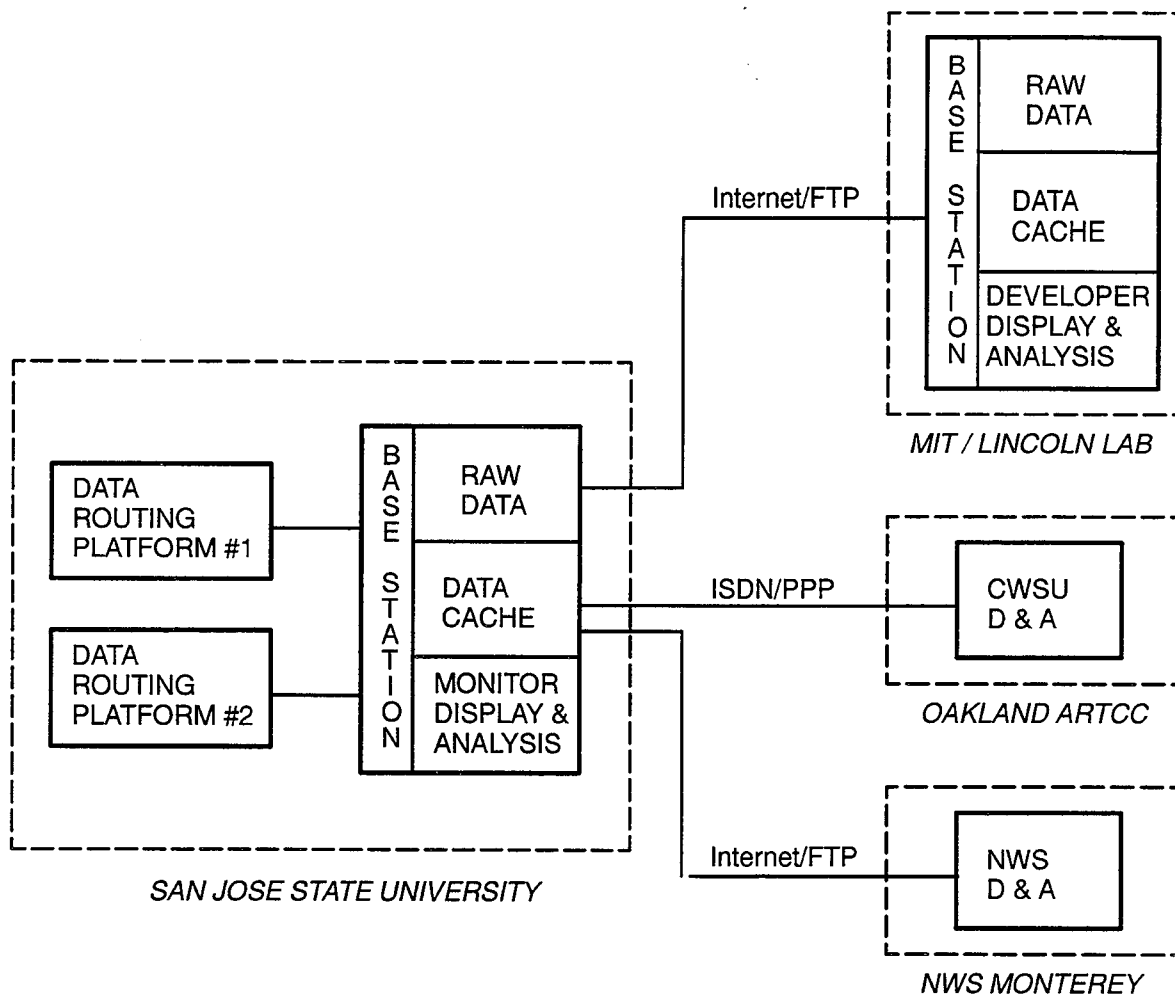 BASE STATION
RAW
DATA
DATA
CACHE
DEVELOPER
DISPLAY &
ANALYSIS
MIT / LINCOLN LAB
Internet/FTP
DATA
ROUTING
PLATFORM #1
DATA
ROUTING
PLATFORM #2
BASE STATION
RAW
DATA
DATA
CACHE
MONITOR
DISPLAY &
ANALYSIS
SAN JOSE STATE UNIVERSITY
ISDN/PPP
CWSU
D & A
OAKLAND ARTCC
Internet/FTP
NWS
D & A
NWS MONTEREY